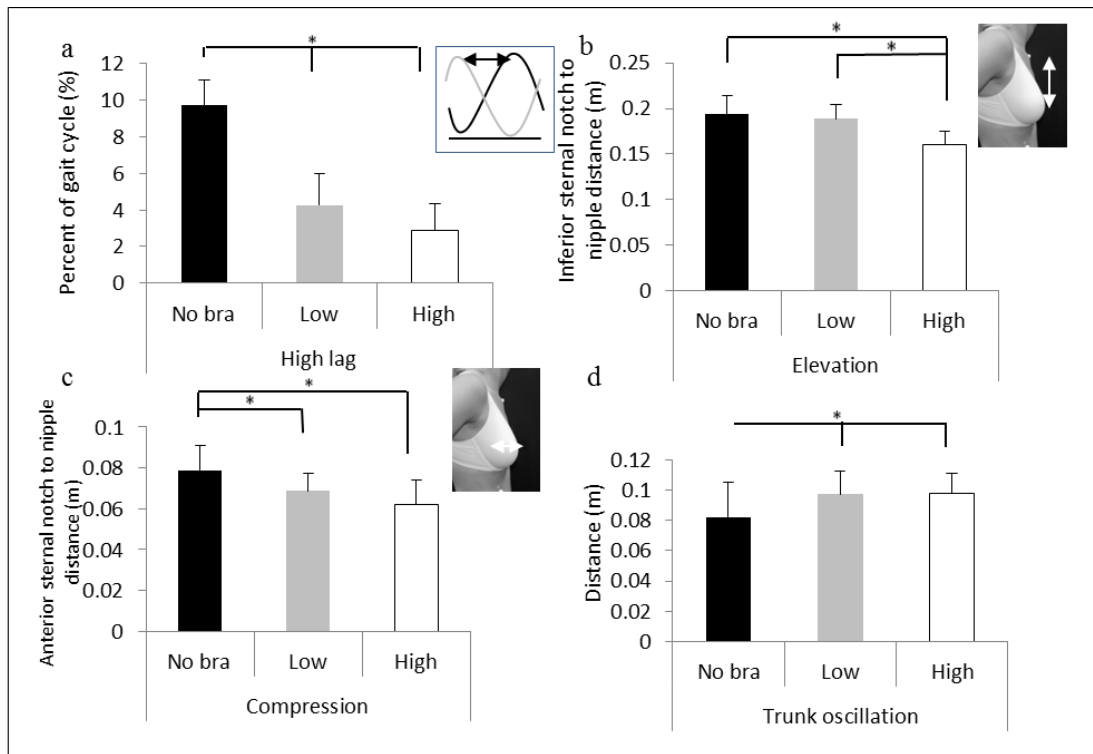 a
*
Percent of gait cycle (%)
12
10
8
6
4
2
0
No bra Low High
High lag
b
*
*
Inferior sternal notch to
nipple distance (m)
0.25
0.2
0.15
0.1
0.05
0
No bra Low High
Elevation
c
*
*
Anterior sternal notch to nipple
distance (m)
0.1
0.08
0.06
0.04
0.02
0
No bra Low High
Compression
d
*
Distance (m)
0.12
0.1
0.08
0.06
0.04
0.02
0
No bra Low High
Trunk oscillation